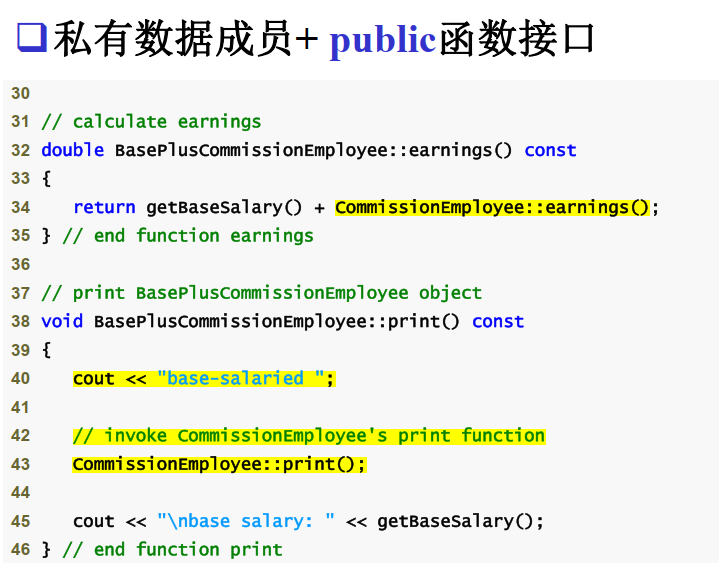 私有数据成员+ public函数接口
30
31 // calculate earnings
32 double BasePlusCommissionEmployee::earnings() const
33 {
34    return getBaseSalary() + CommissionEmployee::earnings();
35 } // end function earnings
36
37 // print BasePlusCommissionEmployee object
38 void BasePlusCommissionEmployee::print() const
39 {
40    cout << "base-salaried ";
41
42    // invoke CommissionEmployee's print function
43    CommissionEmployee::print();
44
45    cout << "\nbase salary: " << getBaseSalary();
46 } // end function print